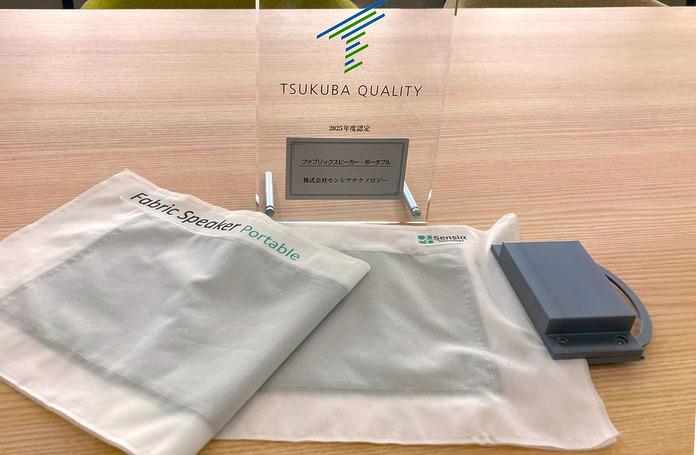 TSUKUBA QUALITY
2025年度認定
ファブリックスピーカー・ポータブル
株式会社センシアテクノロジー
Fabric Speaker Portable
Sensia
Technology